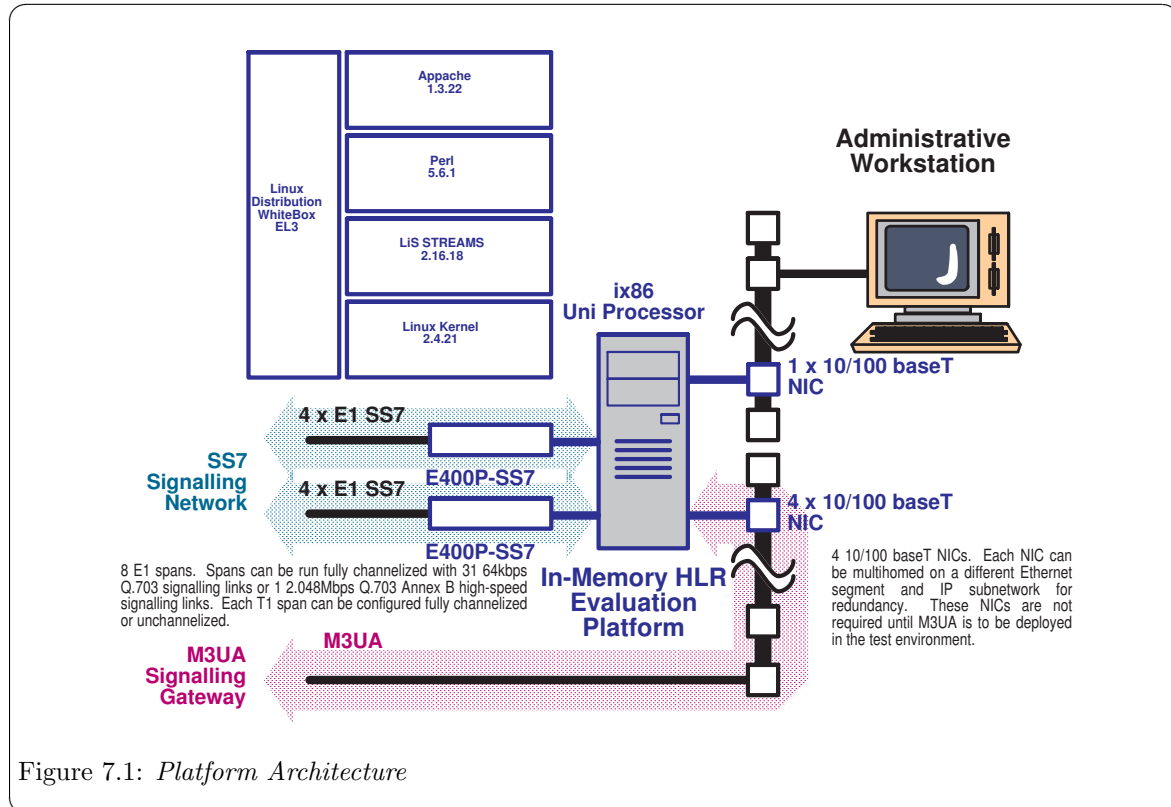 Appache
1.3.22
Perl
5.6.1
Linux
Distribution
WhiteBox
EL3
LiS STREAMS
2.16.18
Linux Kernel
2.4.21
Administrative
Workstation
ix86
Uni Processor
1 x 10/100 baseT
NIC
4 x E1 SS7
E400P-SS7
SS7
Signalling
Network
4 x E1 SS7
E400P-SS7
4 x 10/100 baseT
NIC
8 E1 spans. Spans can be run fully channelized with 31 64kbps
Q.703 signalling links or 1 2.048Mbps Q.703 Annex B high-speed
signalling links. Each T1 span can be configured fully channelized
or unchannelized.
In-Memory HLR
Evaluation
Platform
4 10/100 baseT NICs. Each NIC can
be multihomed on a different Ethernet
segment and IP subnetwork for
redundancy. These NICs are not
required until M3UA is to be deployed
in the test environment.
M3UA
M3UA
Signalling
Gateway
Figure 7.1: Platform Architecture